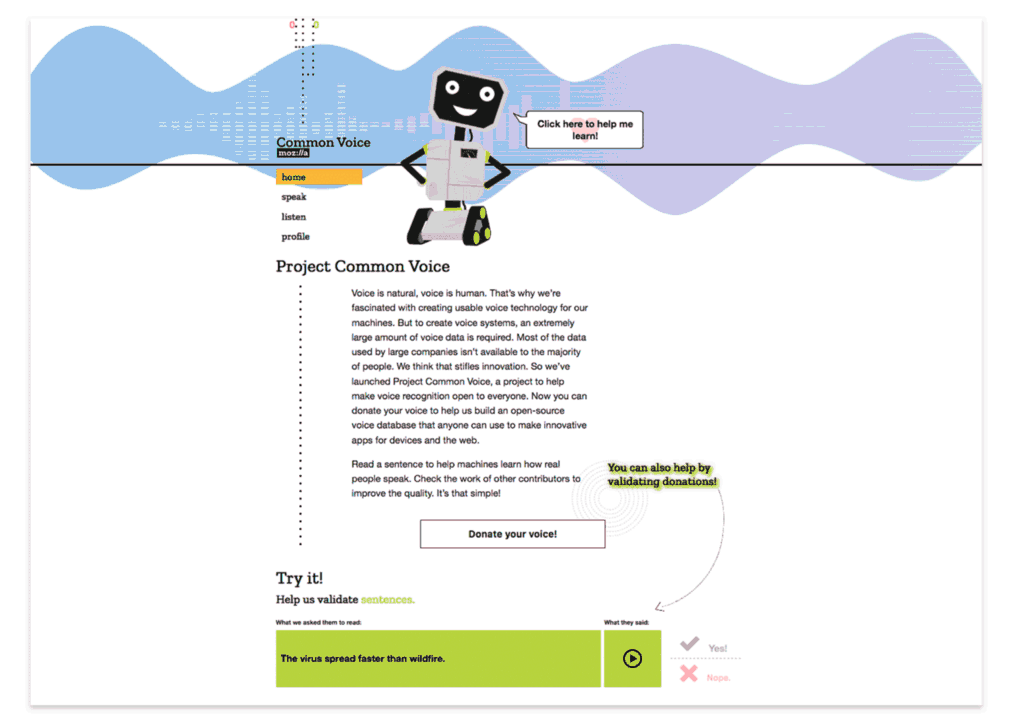 0 0
Click here to help me
learn!
Common Voice
moz://a
home
speak
listen
profile
Project Common Voice
Voice is natural, voice is human. That's why we're
fascinated with creating usable voice technology for our
machines. But to create voice systems, an extremely
large amount of voice data is required. Most of the data
used by large companies isn't available to the majority
of people. We think that stifles innovation. So we've
launched Project Common Voice, a project to help
make voice recognition open to everyone. Now you can
donate your voice to help us build an open-source
voice database that anyone can use to make innovative
apps for devices and the web.
Read a sentence to help machines learn how real
people speak. Check the work of other contributors to
improve the quality. It's that simple!
You can also help by
validating donations!
Donate your voice!
Try it!
Help us validate sentences.
What we asked them to read:
What they said:
The virus spread faster than wildfire.
Yes!
Nope.